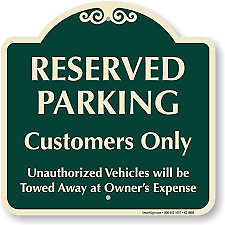 RESERVED
PARKING
Customers Only
Unauthorized Vehicles will be
Towed Away at Owner's Expense